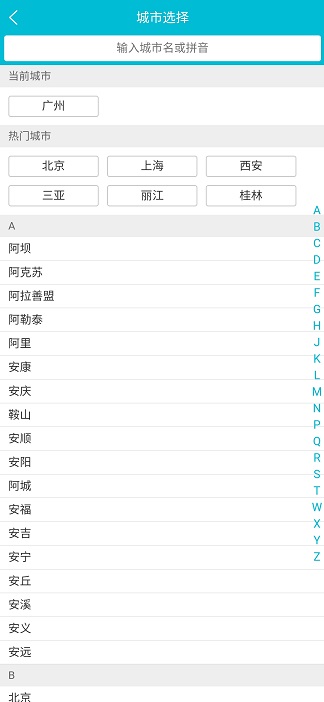 城市选择
输入城市名或拼音
当前城市
广州
热门城市
北京 上海 西安
三亚 丽江 桂林
A
阿坝
阿克苏
阿拉善盟
阿勒泰
阿里
安康
安庆
鞍山
安顺
安阳
阿城
安福
安吉
安宁
安丘
安溪
安义
安远
B
北京
A
B
C
D
E
F
G
H
J
K
L
M
N
P
Q
R
S
T
W
X
Y
Z